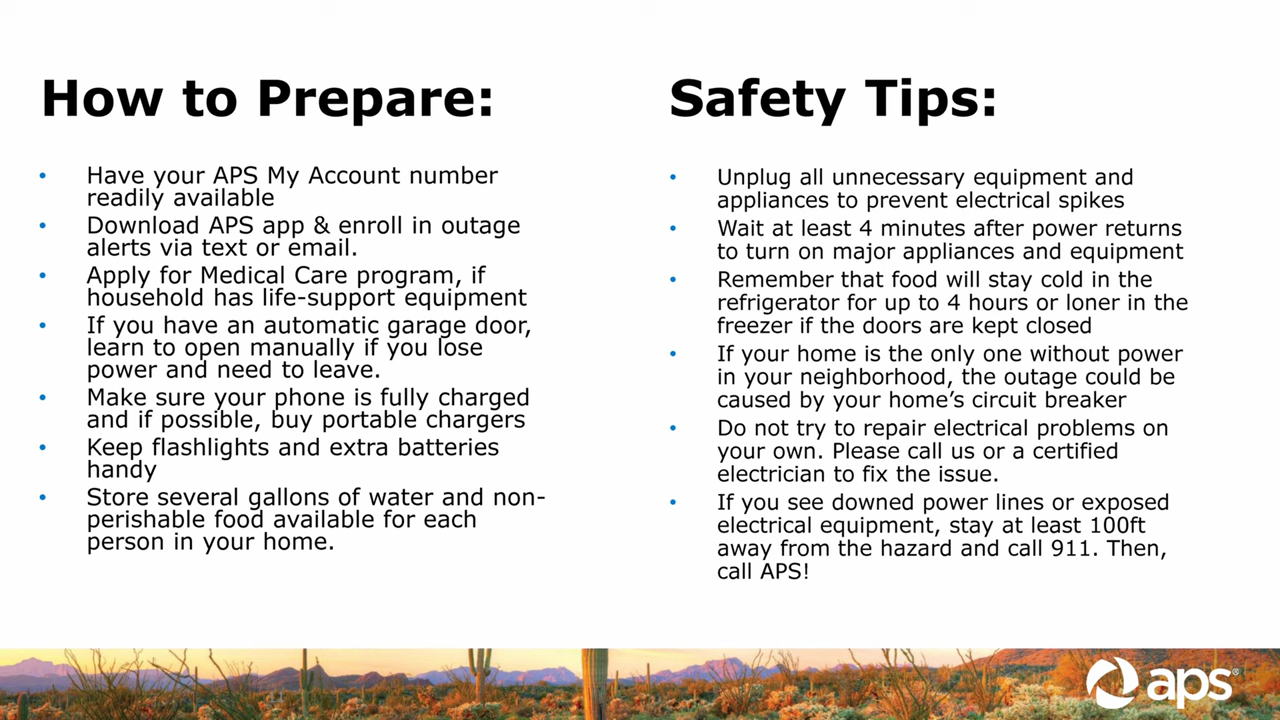 How to Prepare:
• Have your APS My Account number
readily available
• Download APS app & enroll in outage
alerts via text or email.
• Apply for Medical Care program, if
household has life-support equipment
• If you have an automatic garage door,
learn to open manually if you lose
power and need to leave.
• Make sure your phone is fully charged
and if possible, buy portable chargers
• Keep flashlights and extra batteries
handy
• Store several gallons of water and non-
perishable food available for each
person in your home.
Safety Tips:
• Unplug all unnecessary equipment and
appliances to prevent electrical spikes
• Wait at least 4 minutes after power returns
to turn on major appliances and equipment
• Remember that food will stay cold in the
refrigerator for up to 4 hours or loner in the
freezer if the doors are kept closed
• If your home is the only one without power
in your neighborhood, the outage could be
caused by your home’s circuit breaker
• Do not try to repair electrical problems on
your own. Please call us or a certified
electrician to fix the issue.
• If you see downed power lines or exposed
electrical equipment, stay at least 100ft
away from the hazard and call 911. Then,
call APS!
aps®